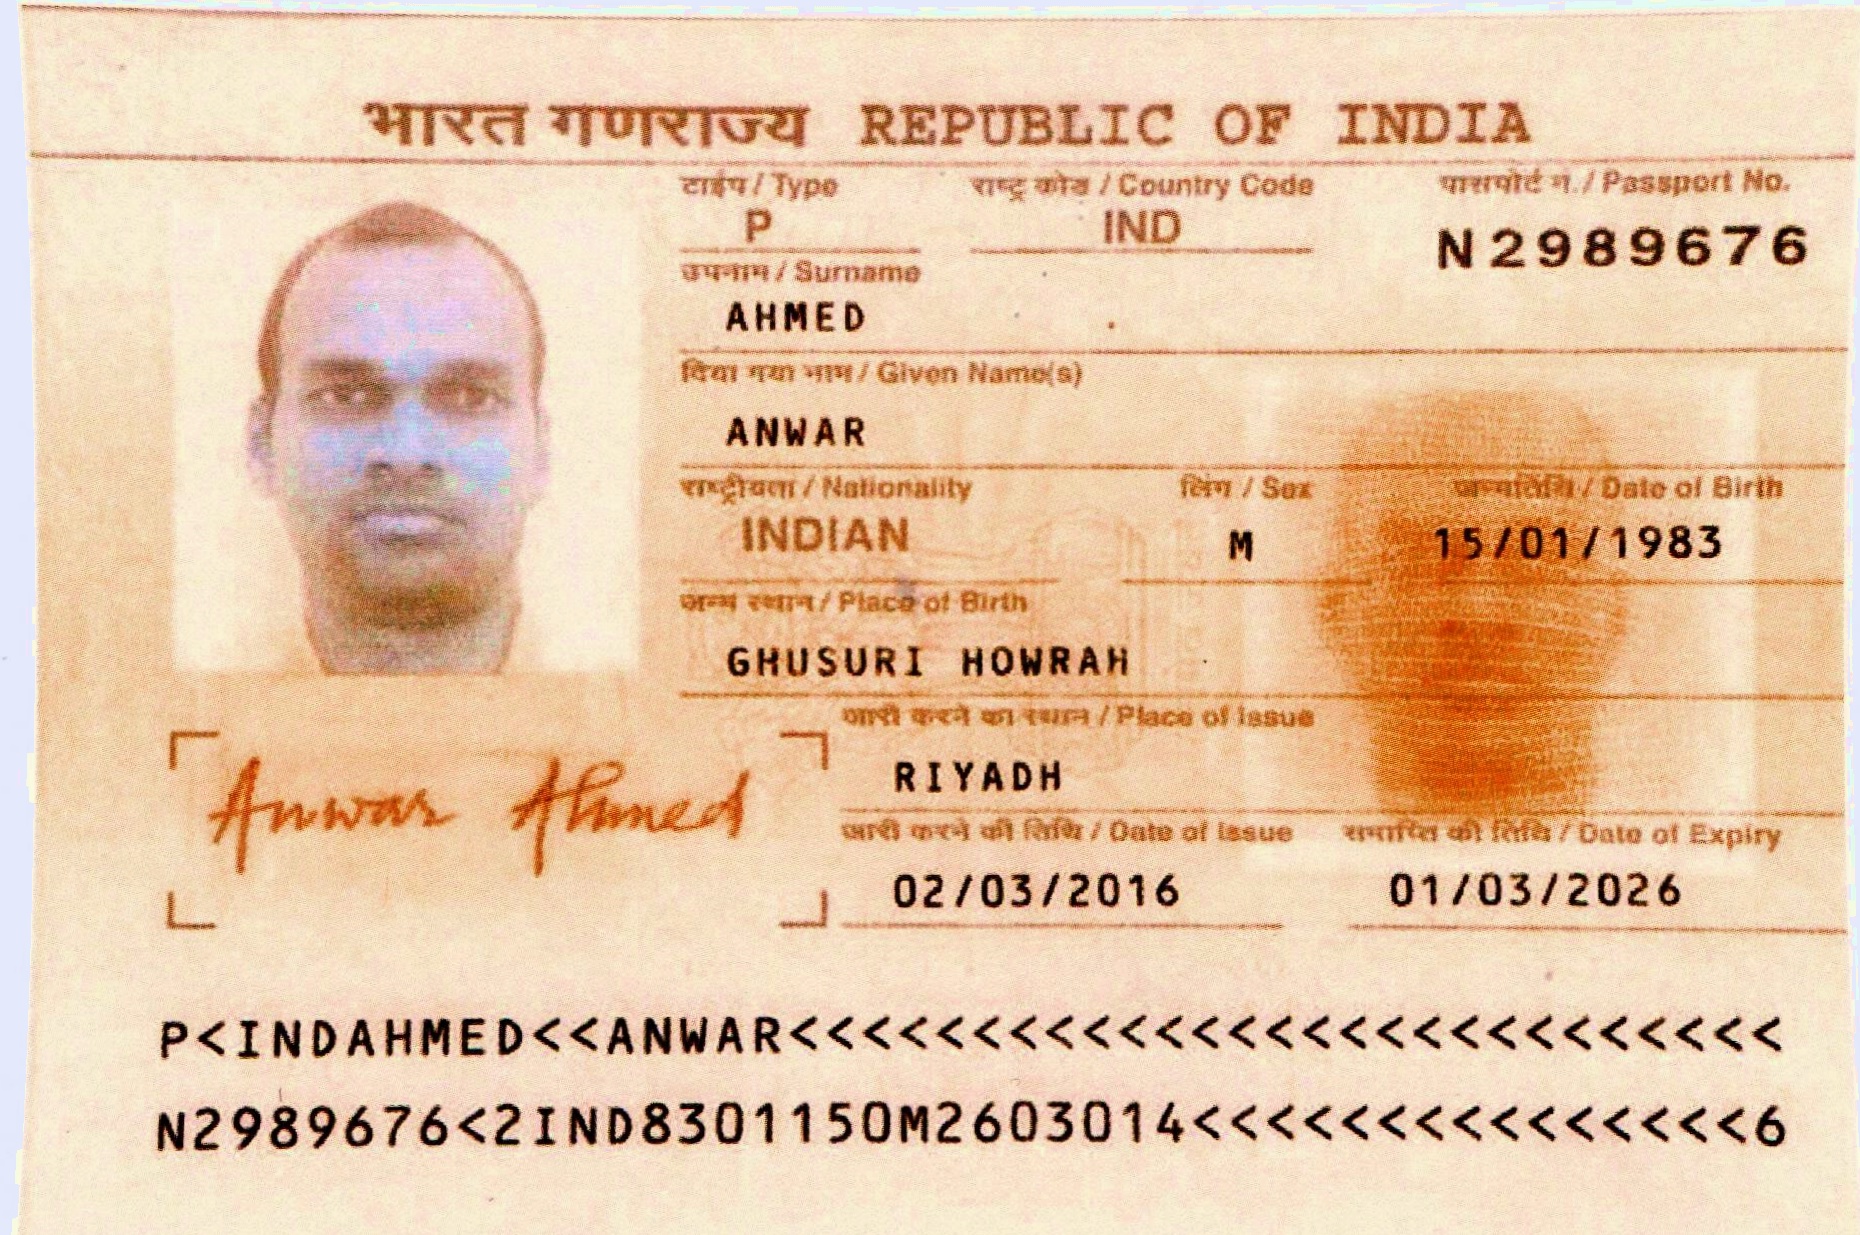 भारत गणराज्य REPUBLIC OF INDIA
टाईप / Type राष्ट्र कोड / Country Code पासपोर्ट नं. / Passport No.
P IND N2989676
उपनाम / Surname
AHMED
दिया गया नाम / Given Name(s)
ANWAR
राष्ट्रीयता / Nationality लिंग / Sex जन्मतिथि / Date of Birth
INDIAN M 15/01/1983
जन्म स्थान / Place of Birth
GHUSURI HOWRAH
जारी करने का स्थान / Place of Issue
RIYADH
Anwar Ahmed
जारी करने की तिथि / Date of Issue समाप्ति की तिथि / Date of Expiry
02/03/2016 01/03/2026
P<INDAHMED<<ANWAR<<<<<<<<<<<<<<<<<<<<<<<<<<<
N2989676<2IND8301150M2603014<<<<<<<<<<<<<<<6